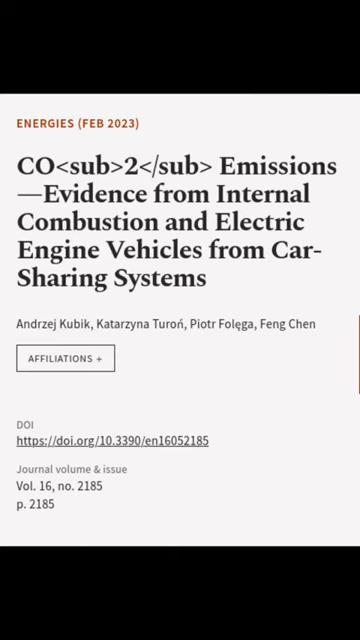 ENERGIES (FEB 2023)
CO<sub>2</sub> Emissions
—Evidence from Internal
Combustion and Electric
Engine Vehicles from Car-
Sharing Systems
Andrzej Kubik, Katarzyna Turoń, Piotr Folęga, Feng Chen
AFFILIATIONS +
DOI
https://doi.org/10.3390/en16052185
Journal volume & issue
Vol. 16, no. 2185
p. 2185